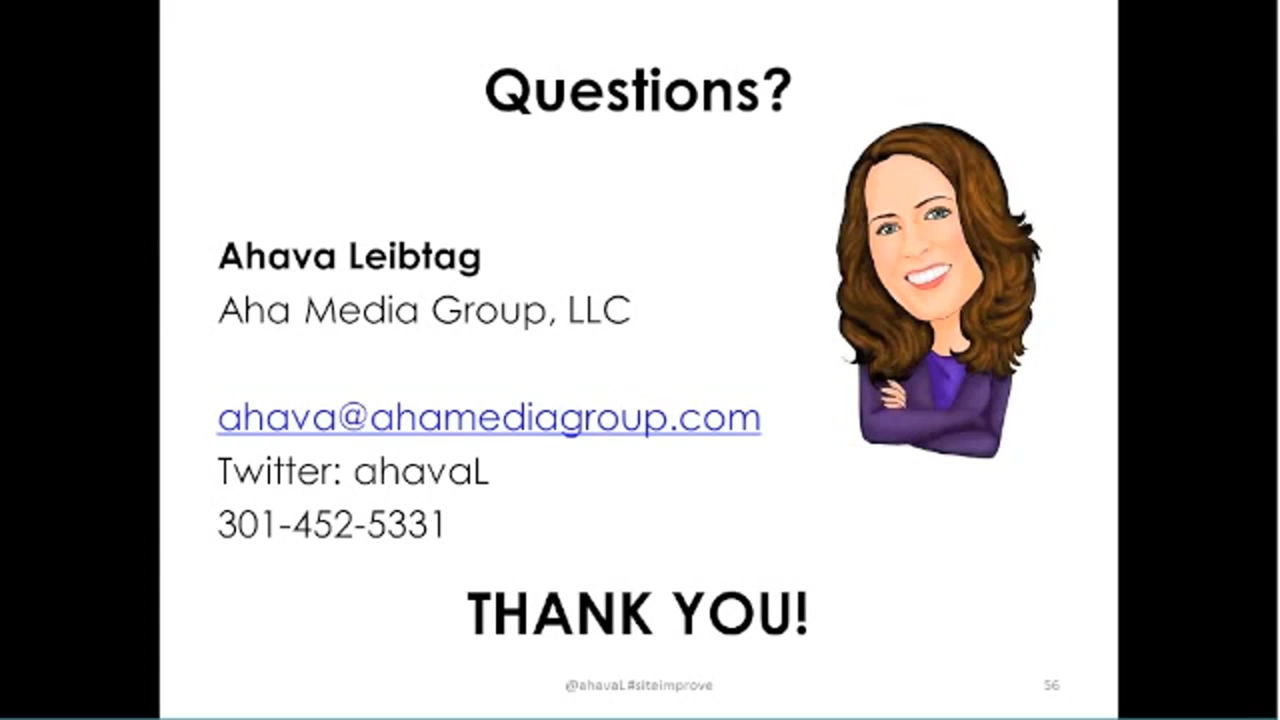 Questions?
Ahava Leibtag
Aha Media Group, LLC
ahava@ahamediagroup.com
Twitter: ahavaL
301-452-5331
THANK YOU!
@ahavaL#siteimprove
56